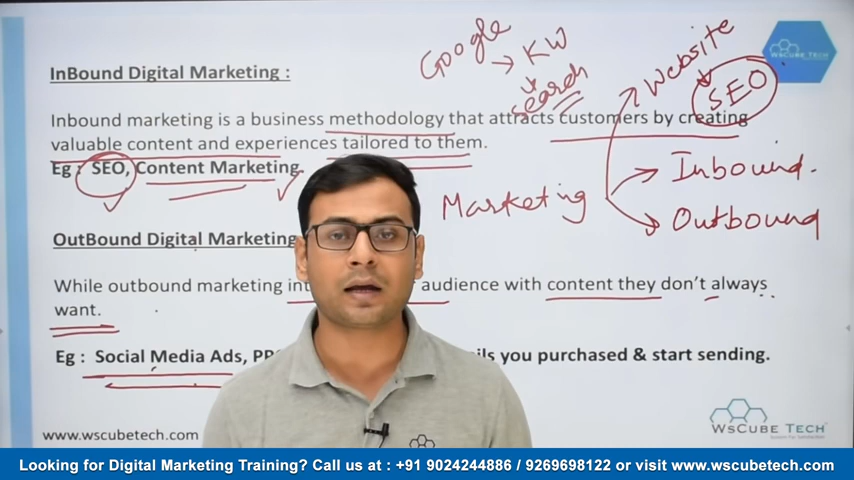 Google → KW
↓
search
Website
SEO
Marketing
Inbound.
Outbound
WSCUBE TECH
InBound Digital Marketing :
Inbound marketing is a business methodology that attracts customers by creating
valuable content and experiences tailored to them.
Eg : SEO, Content Marketing.
OutBound Digital Marketing
While outbound marketing audience with content they don't always
want.
Eg : Social Media Ads, you purchased & start sending.
www.wscubetech.com
WSCUBE TECH
Looking for Digital Marketing Training? Call us at : +91 9024244886 / 9269698122 or visit www.wscubetech.com